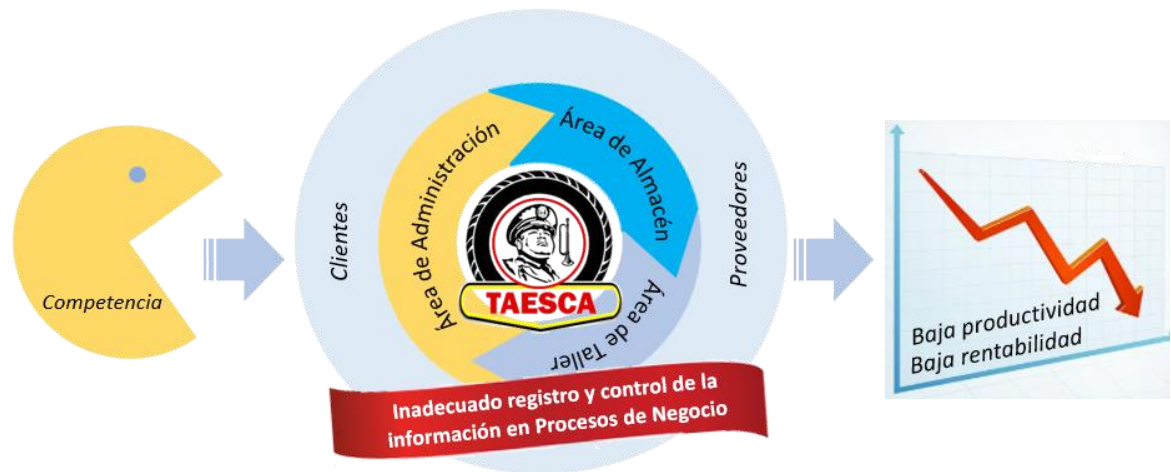 Competencia
Clientes
Área de Administración
Área de Almacén
Área de Taller
TAESCA
Proveedores
Inadecuado registro y control de la
información en Procesos de Negocio
Baja productividad
Baja rentabilidad